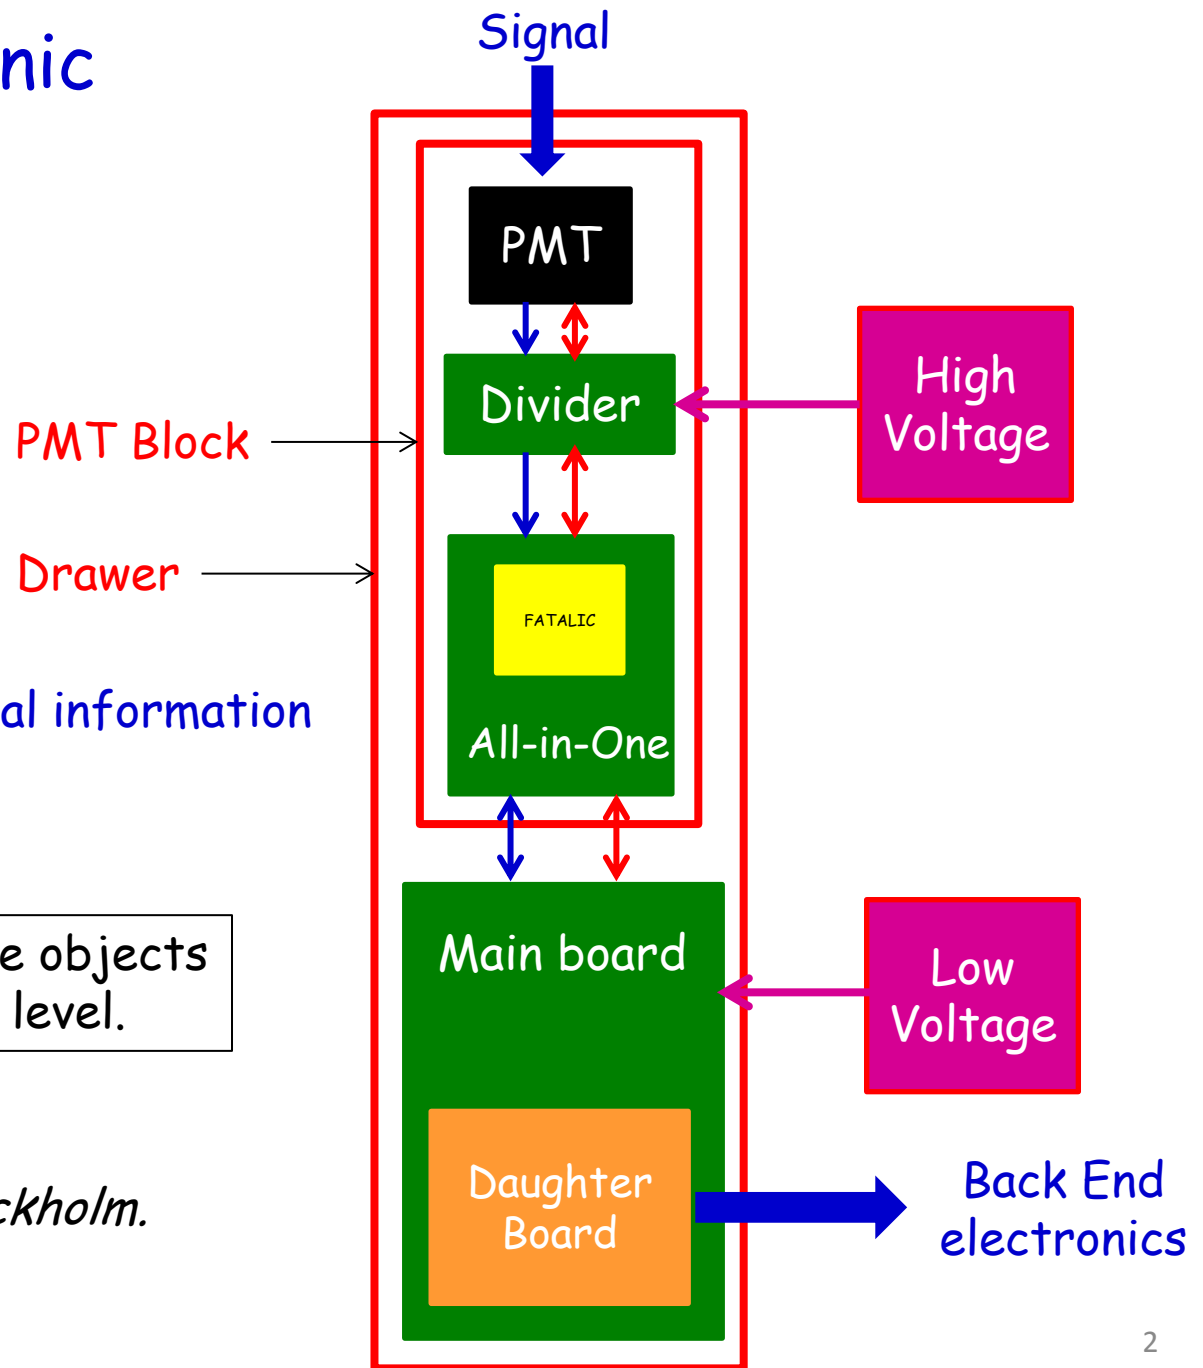 Signal
nic
PMT
High
Voltage
Divider
PMT Block
Drawer
FATALIC
al information
All-in-One
e objects
level.
Main board
Low
Voltage
Daughter
Board
Back End
electronics
ckholm.
2